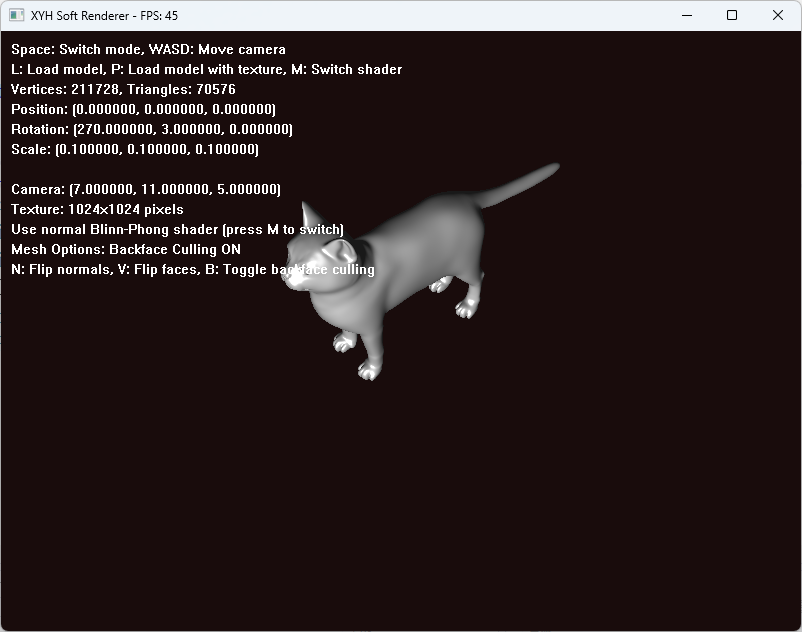 XYH Soft Renderer - FPS: 45
Space: Switch mode, WASD: Move camera
L: Load model, P: Load model with texture, M: Switch shader
Vertices: 211728, Triangles: 70576
Position: (0.000000, 0.000000, 0.000000)
Rotation: (270.000000, 3.000000, 0.000000)
Scale: (0.100000, 0.100000, 0.100000)
Camera: (7.000000, 11.000000, 5.000000)
Texture: 1024x1024 pixels
Use normal Blinn-Phong shader (press M to switch)
Mesh Options: Backface Culling ON
N: Flip normals, V: Flip faces, B: Toggle backface culling